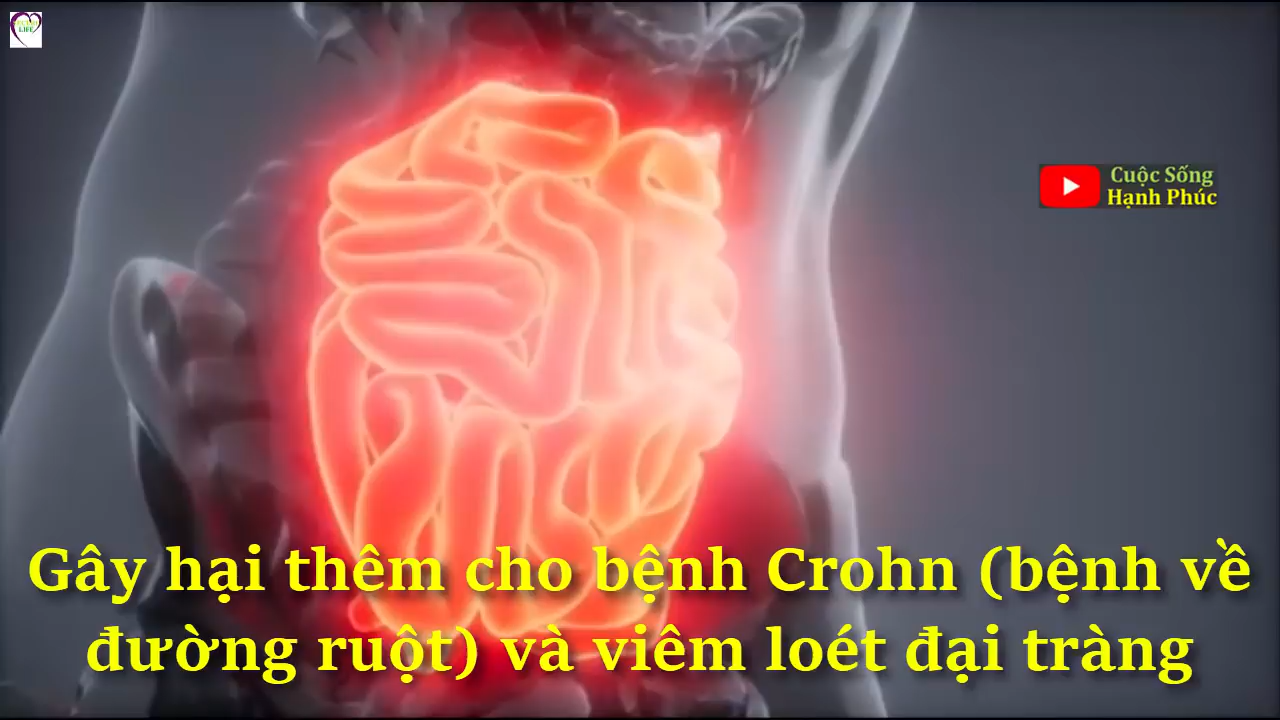 LIFE
Cuộc Sống
Hạnh Phúc
Gây hại thêm cho bệnh Crohn (bệnh về
đường ruột) và viêm loét đại tràng